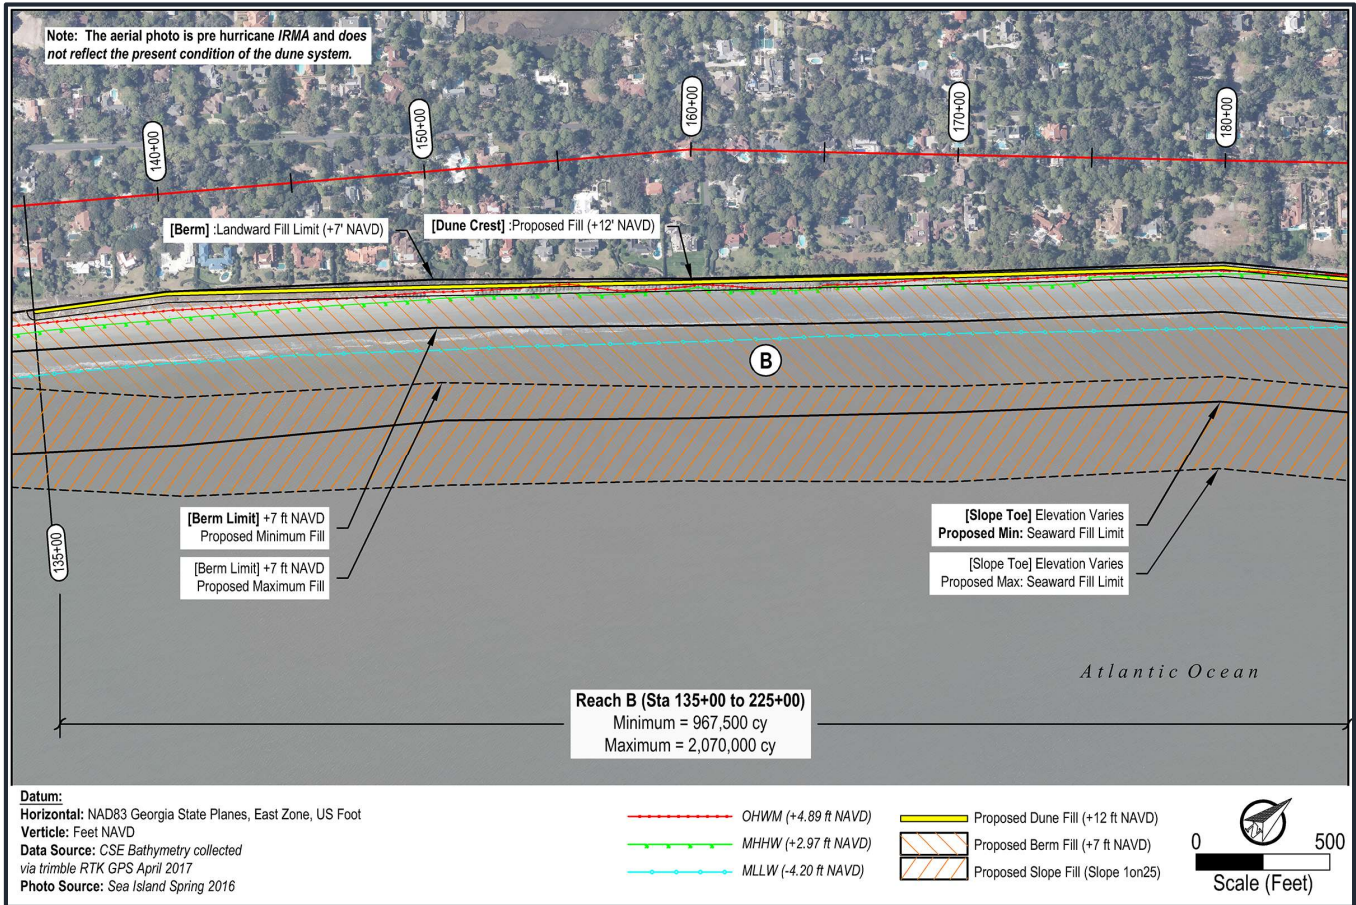 Note: The aerial photo is pre hurricane IRMA and does
not reflect the present condition of the dune system.
140+00
150+00
160+00
170+00
180+00
[Berm] :Landward Fill Limit (+7' NAVD)
[Dune Crest] :Proposed Fill (+12' NAVD)
B
[Berm Limit] +7 ft NAVD
Proposed Minimum Fill
[Berm Limit] +7 ft NAVD
Proposed Maximum Fill
[Slope Toe] Elevation Varies
Proposed Min: Seaward Fill Limit
[Slope Toe] Elevation Varies
Proposed Max: Seaward Fill Limit
135+00
Atlantic Ocean
Reach B (Sta 135+00 to 225+00)
Minimum = 967,500 cy
Maximum = 2,070,000 cy
Datum:
Horizontal: NAD83 Georgia State Planes, East Zone, US Foot
Verticle: Feet NAVD
Data Source: CSE Bathymetry collected
via trimble RTK GPS April 2017
Photo Source: Sea Island Spring 2016
OHWM (+4.89 ft NAVD)
MHHW (+2.97 ft NAVD)
MLLW (-4.20 ft NAVD)
Proposed Dune Fill (+12 ft NAVD)
Proposed Berm Fill (+7 ft NAVD)
Proposed Slope Fill (Slope 1on25)
0 500
Scale (Feet)